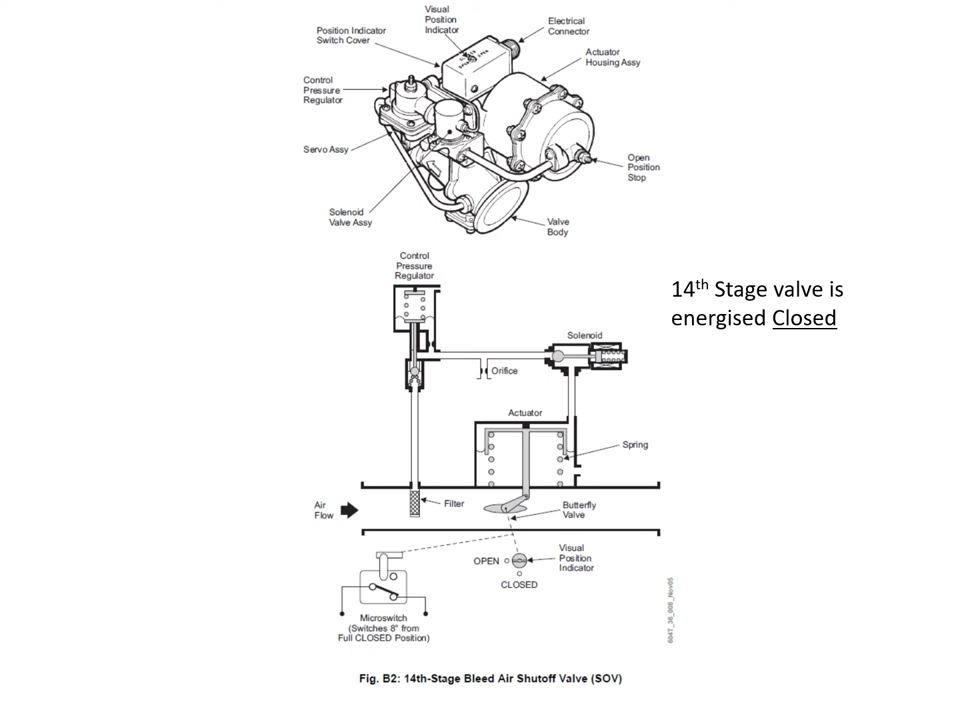 Visual
Position
Indicator
Electrical
Connector
Position Indicator
Switch Cover
Actuator
Housing Assy
Control
Pressure
Regulator
Servo Assy
Open
Position
Stop
Solenoid
Valve Assy
Valve
Body
Control
Pressure
Regulator
14th Stage valve is
energised Closed
Solenoid
Orifice
Actuator
Spring
Air
Flow
Filter
Butterfly
Valve
OPEN
CLOSED
Visual
Position
Indicator
Microswitch
(Switches 8° from
Full CLOSED Position)
Fig. B2: 14th-Stage Bleed Air Shutoff Valve (SOV)